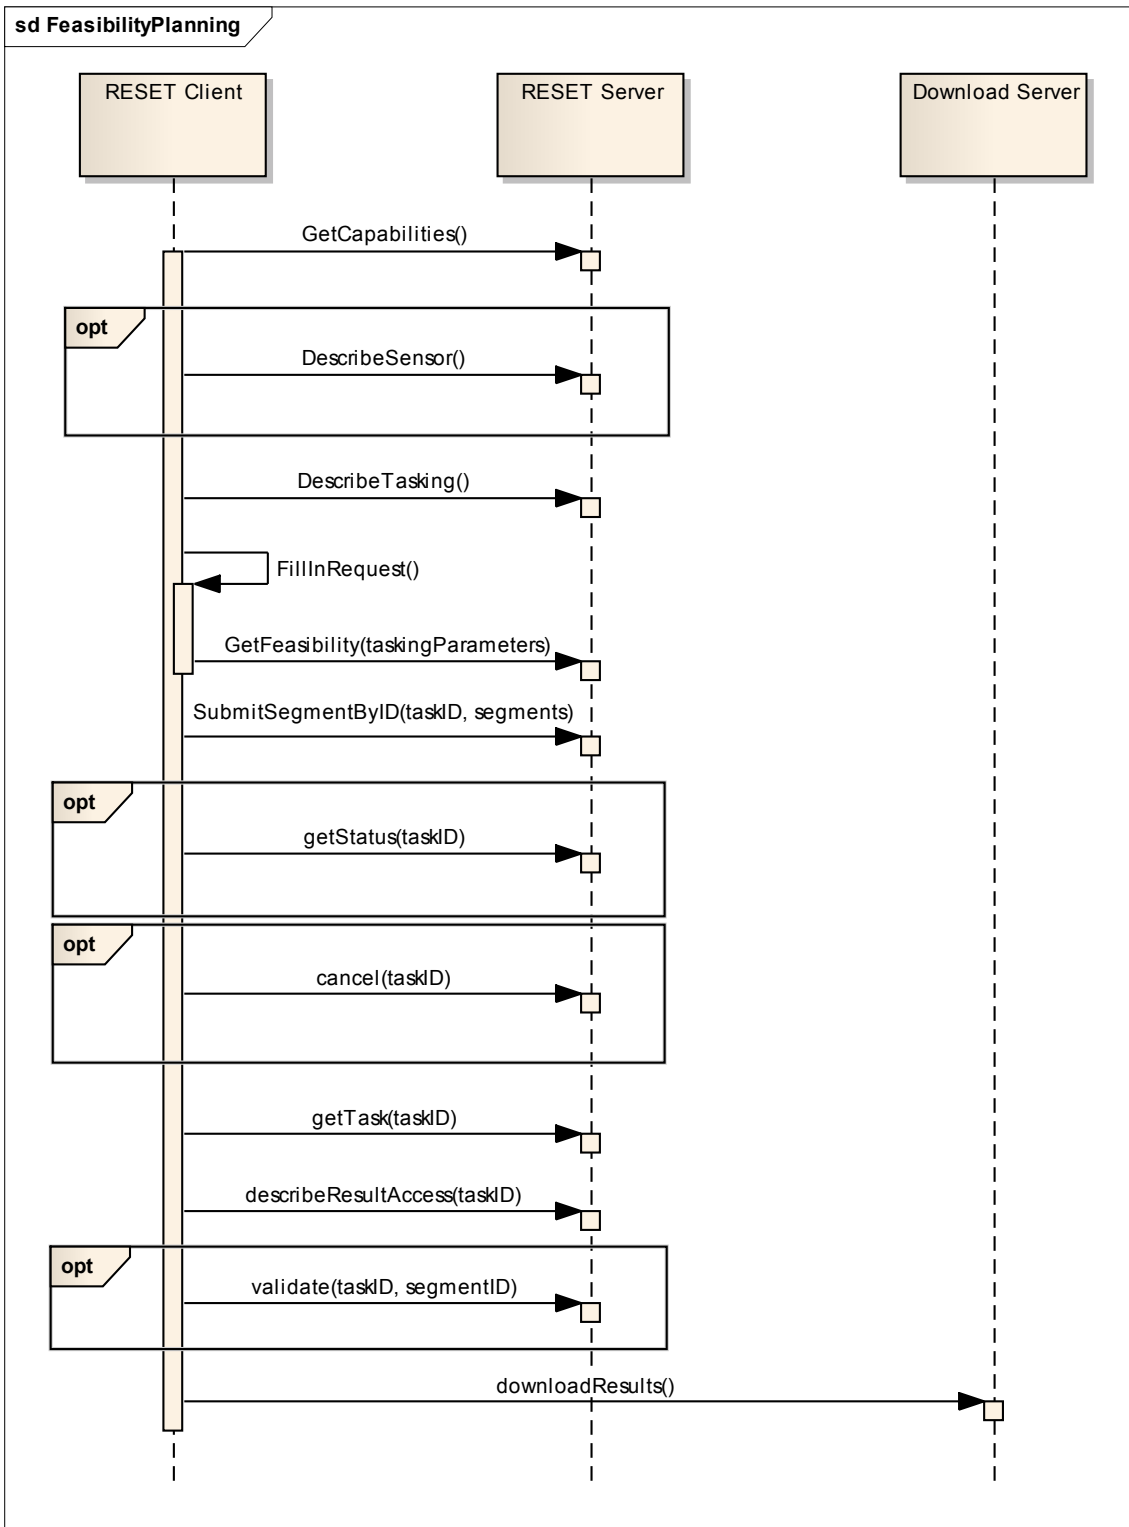 sd FeasibilityPlanning
RESET Client
RESET Server
Download Server
GetCapabilities()
opt
DescribeSensor()
DescribeTasking()
FillInRequest()
GetFeasibility(taskingParameters)
SubmitSegmentByID(taskID, segments)
opt
getStatus(taskID)
opt
cancel(taskID)
getTask(taskID)
describeResultAccess(taskID)
opt
validate(taskID, segmentID)
downloadResults()